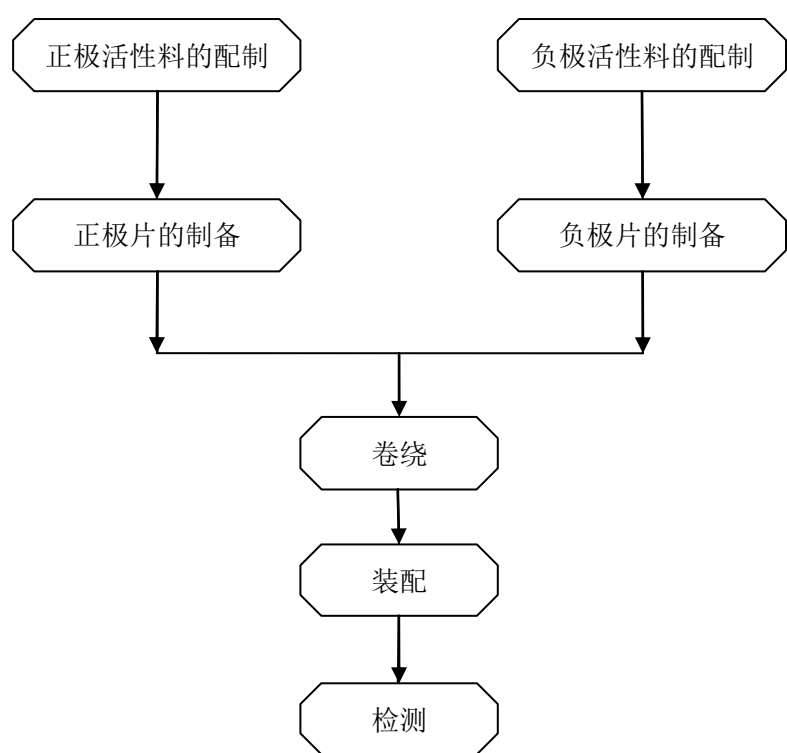 正极活性料的配制
负极活性料的配制
正极片的制备
负极片的制备
卷绕
装配
检测